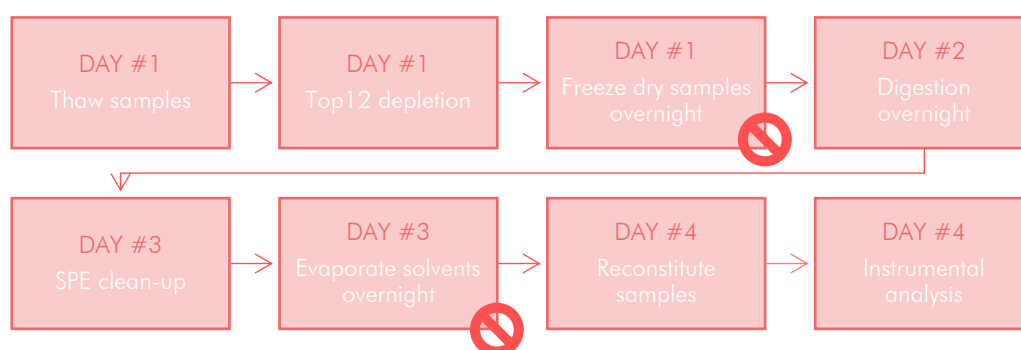 DAY #1
Thaw samples
DAY #1
Top12 depletion
DAY #1
Freeze dry samples
overnight
DAY #2
Digestion
overnight
DAY #3
SPE clean-up
DAY #3
Evaporate solvents
overnight
DAY #4
Reconstitute
samples
DAY #4
Instrumental
analysis